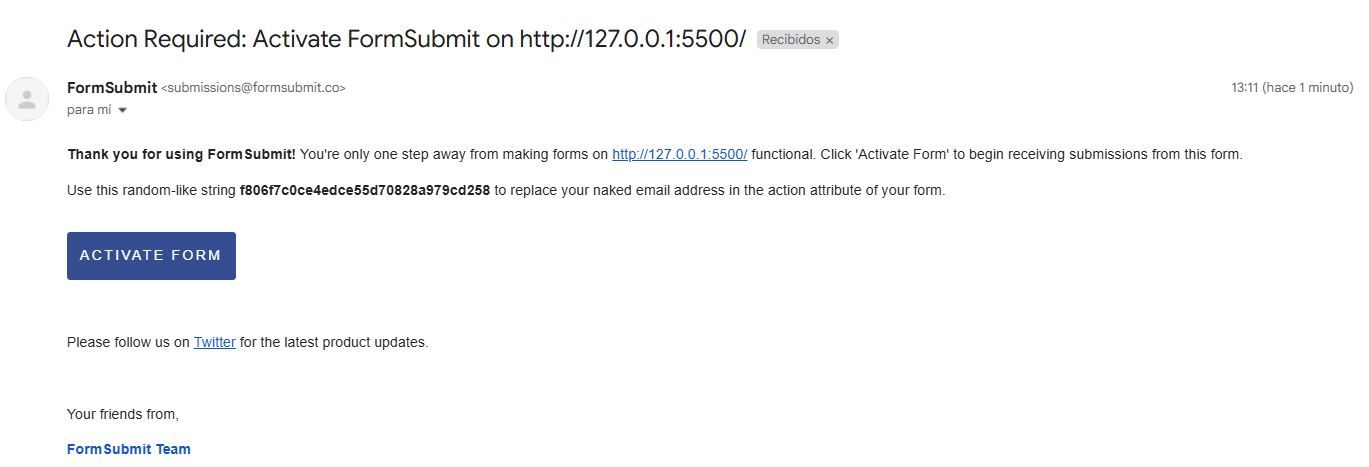 Action Required: Activate FormSubmit on http://127.0.0.1:5500/ Recibidos ×
FormSubmit <submissions@formsubmit.co> 13:11 (hace 1 minuto)
para mí
Thank you for using FormSubmit! You're only one step away from making forms on http://127.0.0.1:5500/ functional. Click 'Activate Form' to begin receiving submissions from this form.
Use this random-like string f806f7c0ce4edce55d70828a979cd258 to replace your naked email address in the action attribute of your form.
ACTIVATE FORM
Please follow us on Twitter for the latest product updates.
Your friends from,
FormSubmit Team